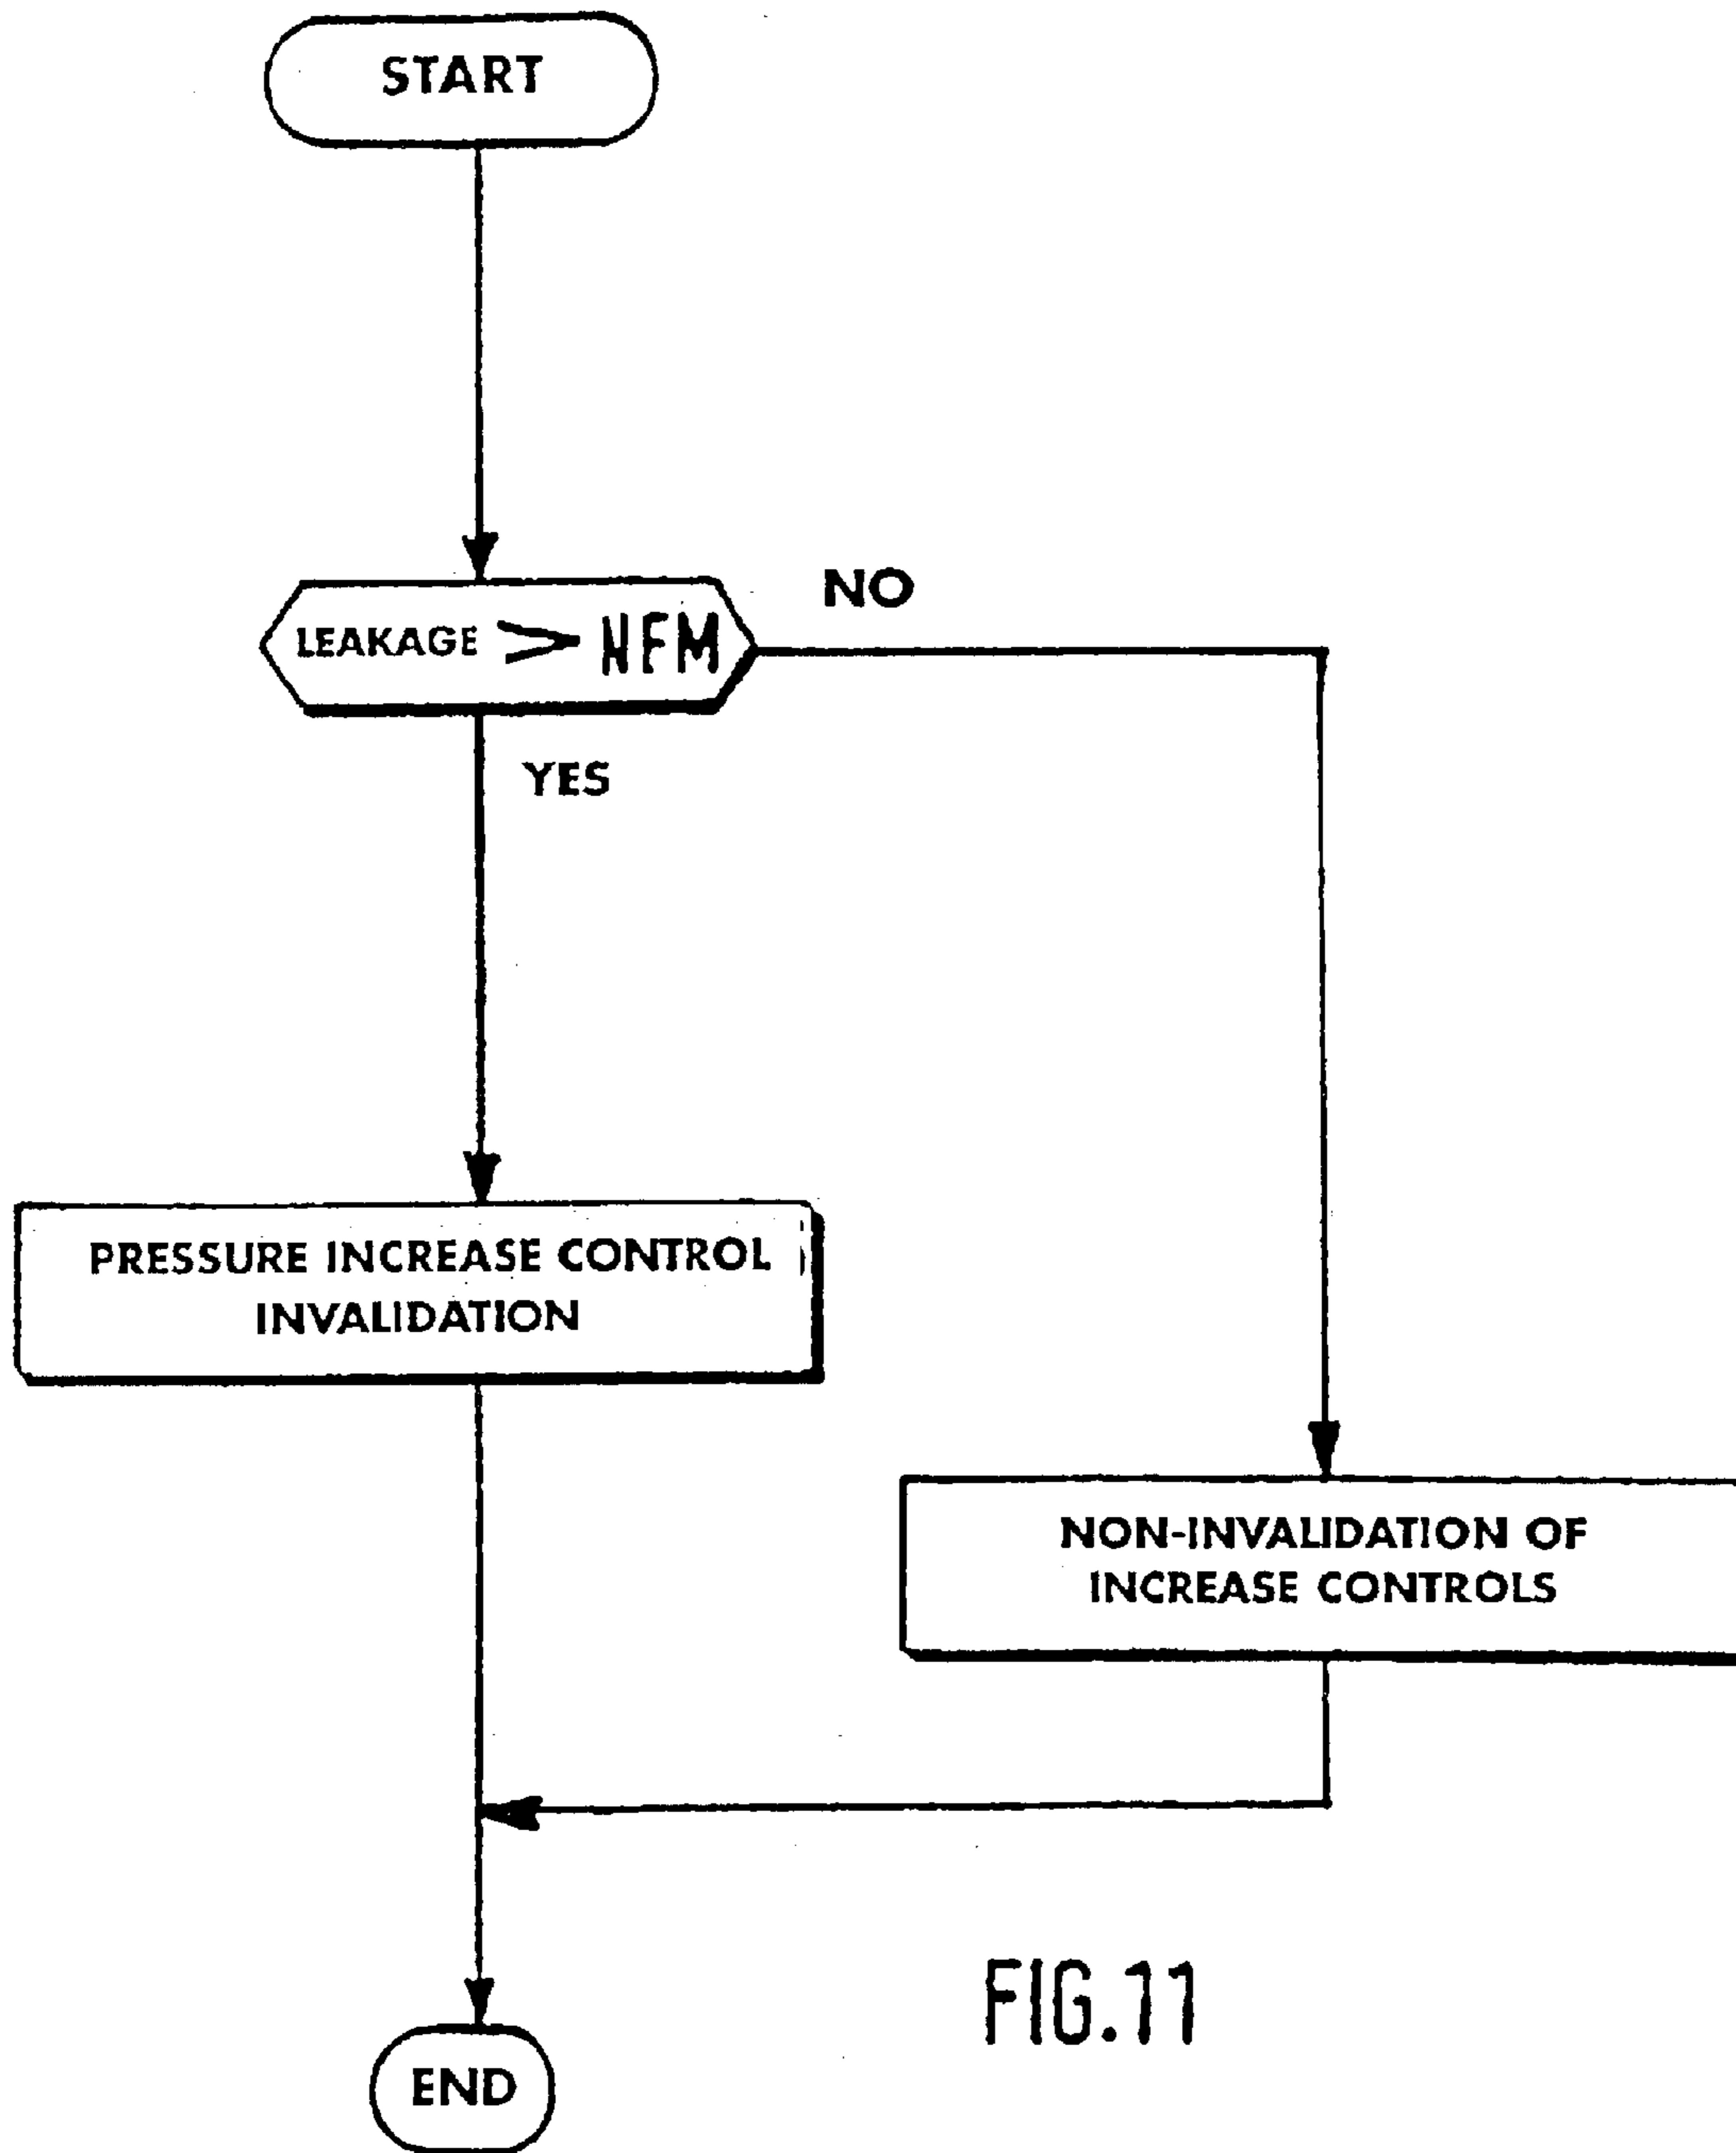 START
LEAKAGE > NFM
NO
YES
PRESSURE INCREASE CONTROL
INVALIDATION
NON-INVALIDATION OF
INCREASE CONTROLS
END
FIG.11